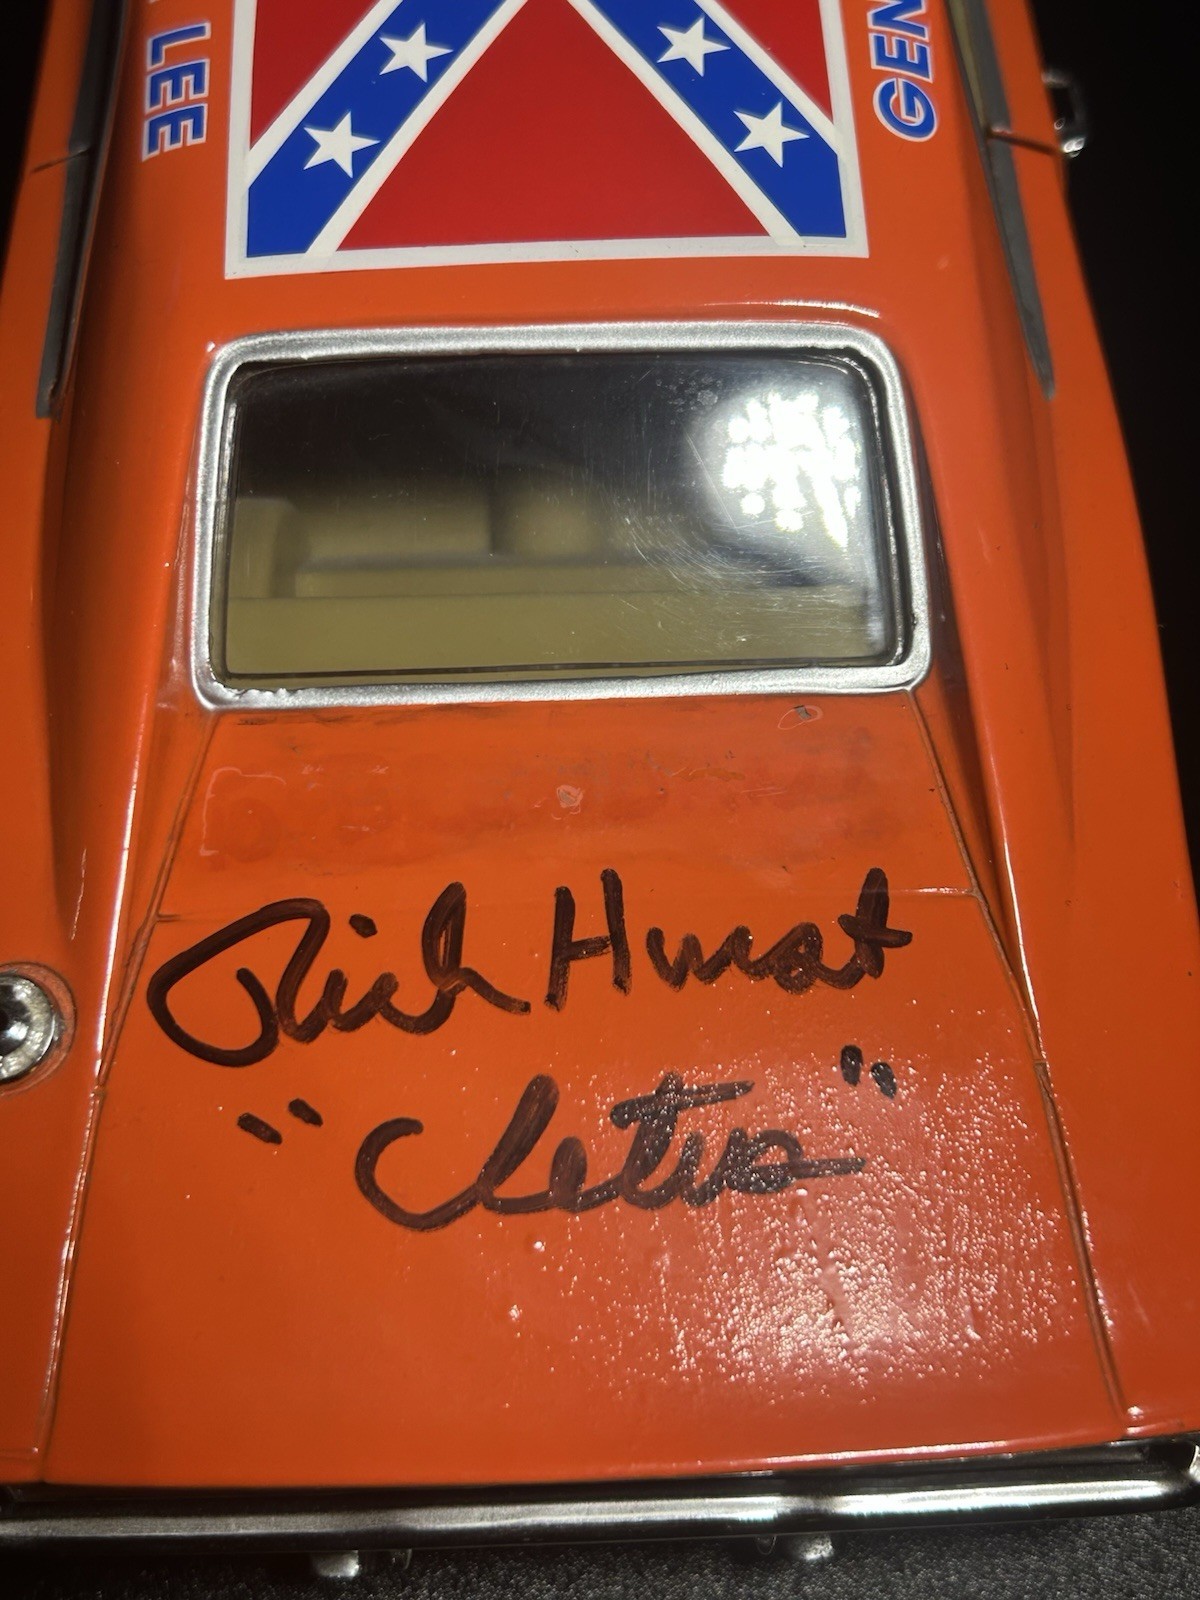 LEE
GEN
Rick Hurst
"Cletus"